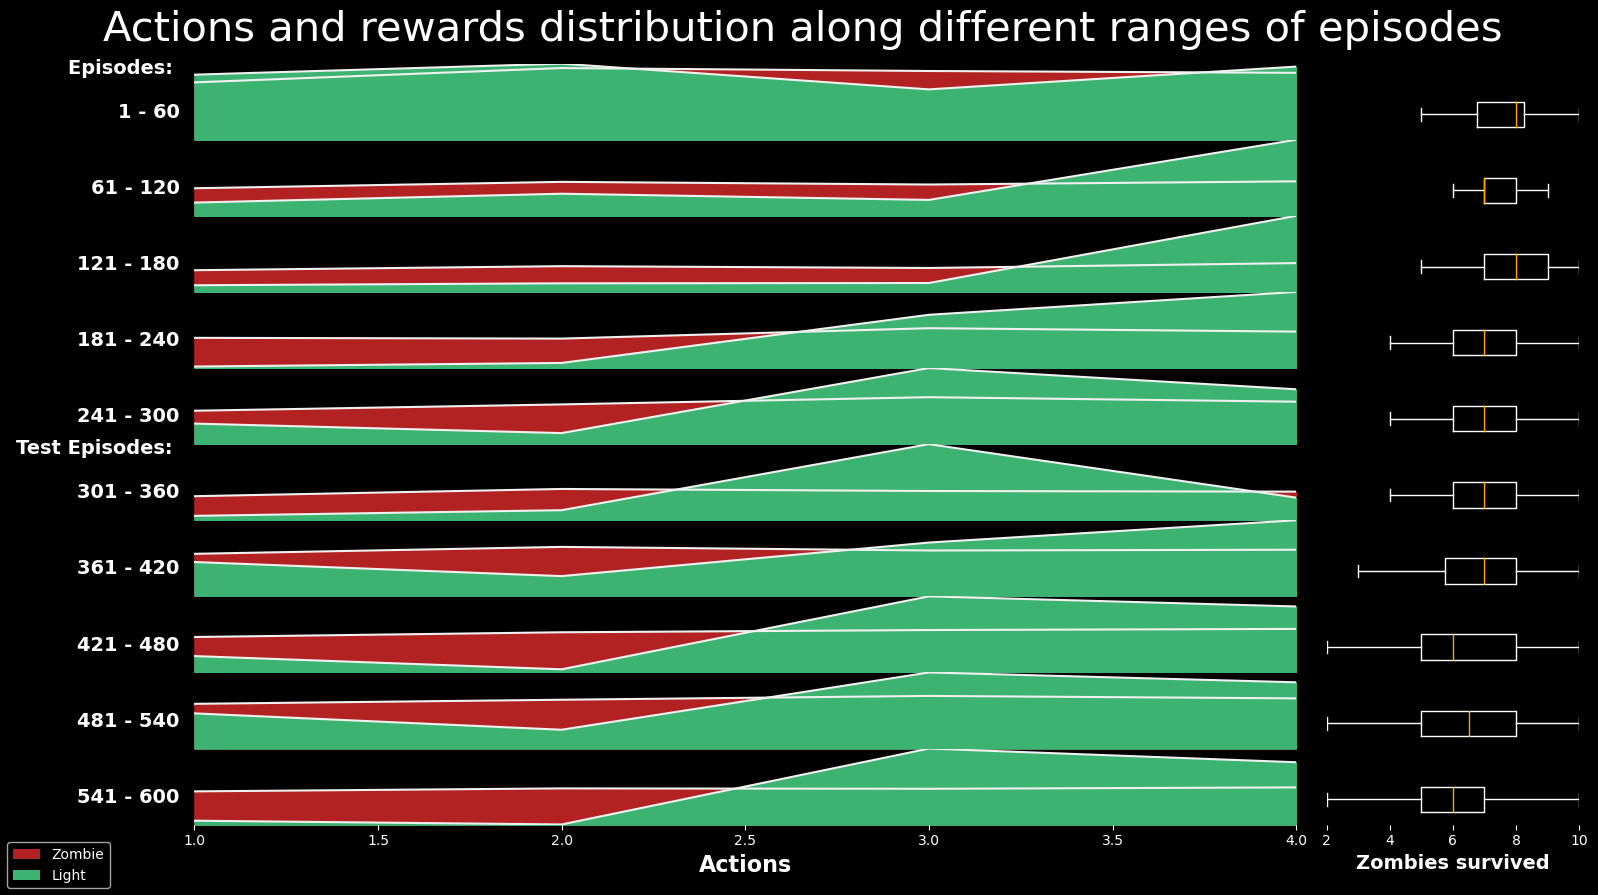 Actions and rewards distribution along different ranges of episodes
Episodes:
1 - 60
61 - 120
121 - 180
181 - 240
241 - 300
Test Episodes:
301 - 360
361 - 420
421 - 480
481 - 540
541 - 600
1.0 1.5 2.0 2.5 3.0 3.5 4.0 2 4 6 8 10
Actions Zombies survived
Zombie
Light